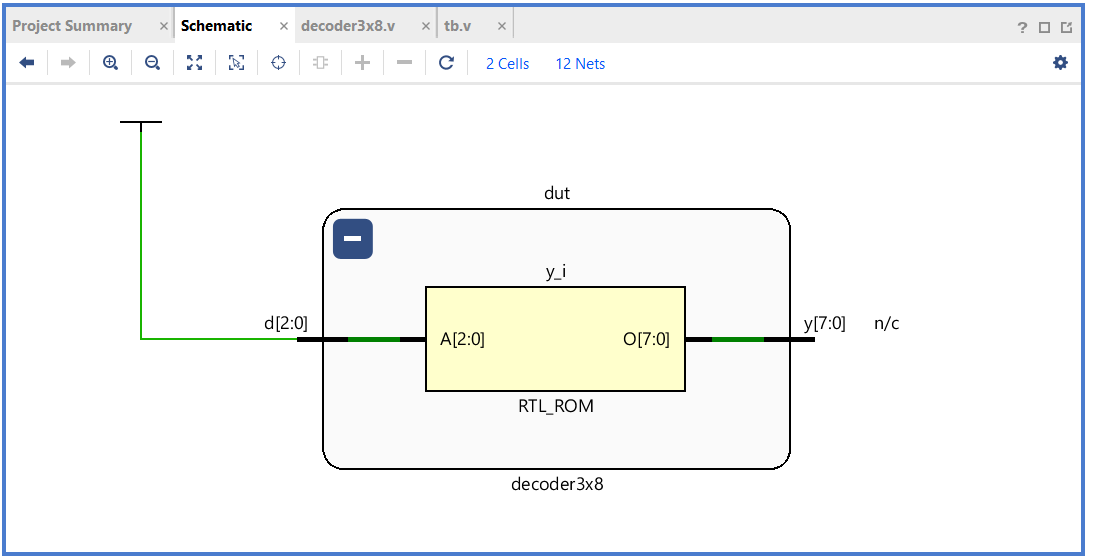 Project Summary × Schematic × decoder3x8.v × tb.v × ?
2 Cells 12 Nets
dut
y_i
d[2:0] A[2:0] O[7:0] y[7:0] n/c
RTL_ROM
decoder3x8